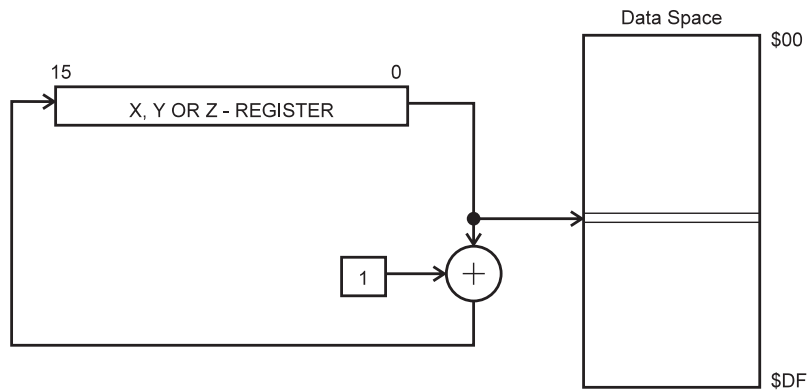 Data Space
$00
15
0
X, Y OR Z - REGISTER
1
+
$DF